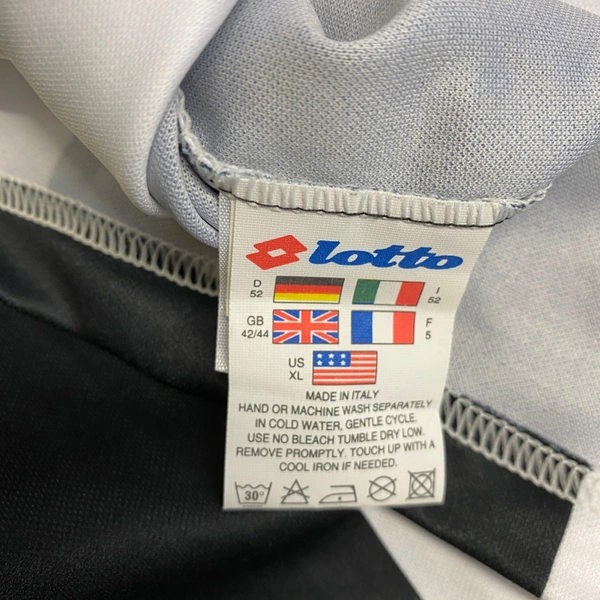 lotto
D
52
I
52
GB
42/44
F
5
US
XL
MADE IN ITALY
HAND OR MACHINE WASH SEPARATELY
IN COLD WATER, GENTLE CYCLE.
USE NO BLEACH TUMBLE DRY LOW.
REMOVE PROMPTLY. TOUCH UP WITH A
COOL IRON IF NEEDED.
30°